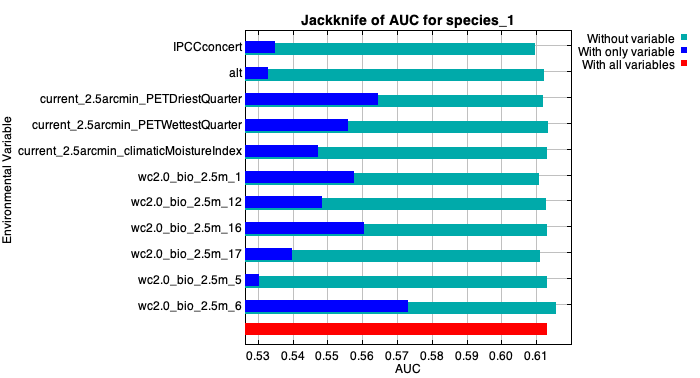 Jackknife of AUC for species_1
Without variable
With only variable
With all variables
Environmental Variable
IPCCconcert
alt
current_2.5arcmin_PETDriestQuarter
current_2.5arcmin_PETWettestQuarter
current_2.5arcmin_climaticMoistureIndex
wc2.0_bio_2.5m_1
wc2.0_bio_2.5m_12
wc2.0_bio_2.5m_16
wc2.0_bio_2.5m_17
wc2.0_bio_2.5m_5
wc2.0_bio_2.5m_6
0.53 0.54 0.55 0.56 0.57 0.58 0.59 0.60 0.61
AUC